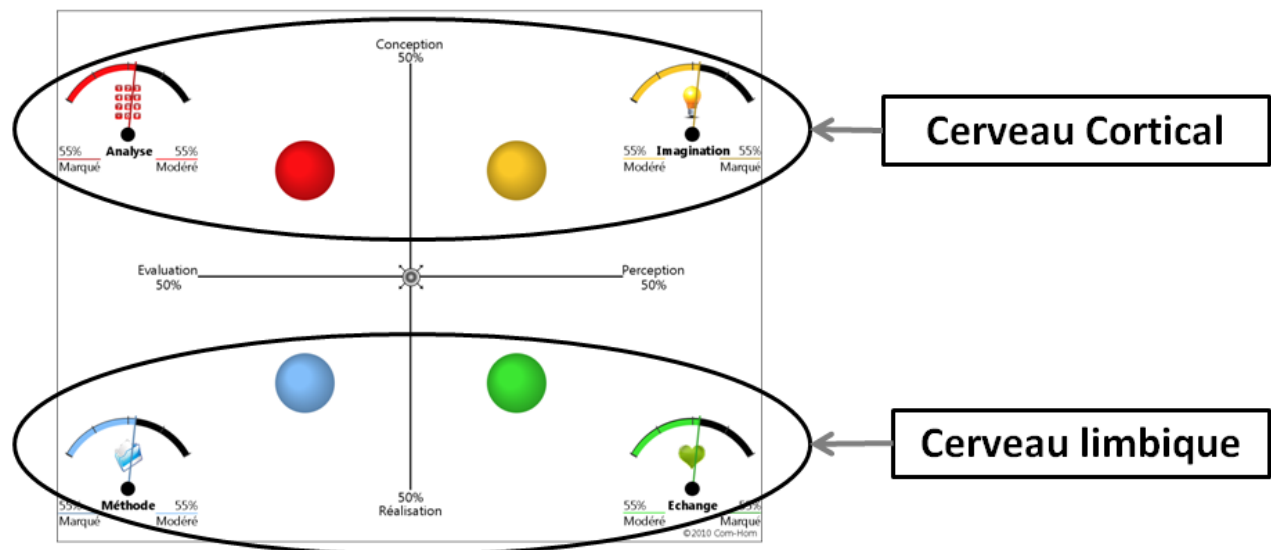 Conception
50%
55% Analyse 55%
Marqué Modéré
55% Imagination 55%
Modéré Marqué
Cerveau Cortical
Evaluation
50%
Perception
50%
Cerveau limbique
55% Méthode 55%
Marqué Modéré
50%
Réalisation
55% Echange 55%
Modéré Marqué
©2010 Com-Hom